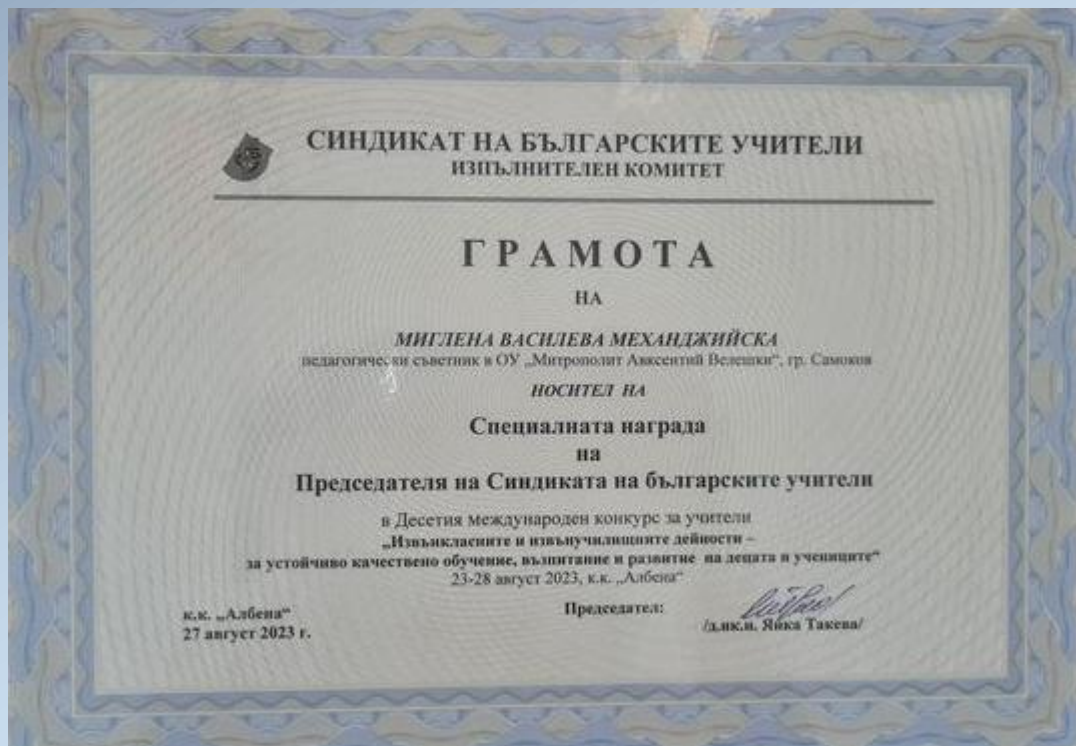 СИНДИКАТ НА БЪЛГАРСКИТЕ УЧИТЕЛИ
ИЗПЪЛНИТЕЛЕН КОМИТЕТ
ГРАМОТА
НА
МИГЛЕНА ВАСИЛЕВА МЕХАНДЖИЙСКА
педагогически съветник в ОУ „Митрополит Авксентий Велешки“, гр. Самоков
НОСИТЕЛ НА
Специалната награда
на
Председателя на Синдиката на българските учители
в Десетия международен конкурс за учители
„Извънкласните и извънучилищните дейности –
за устойчиво качествено обучение, възпитание и развитие на децата и учениците“
23-28 август 2023, к.к. „Албена“
к.к. „Албена“
27 август 2023 г.
Председател:
/д.ик.н. Янка Такева/